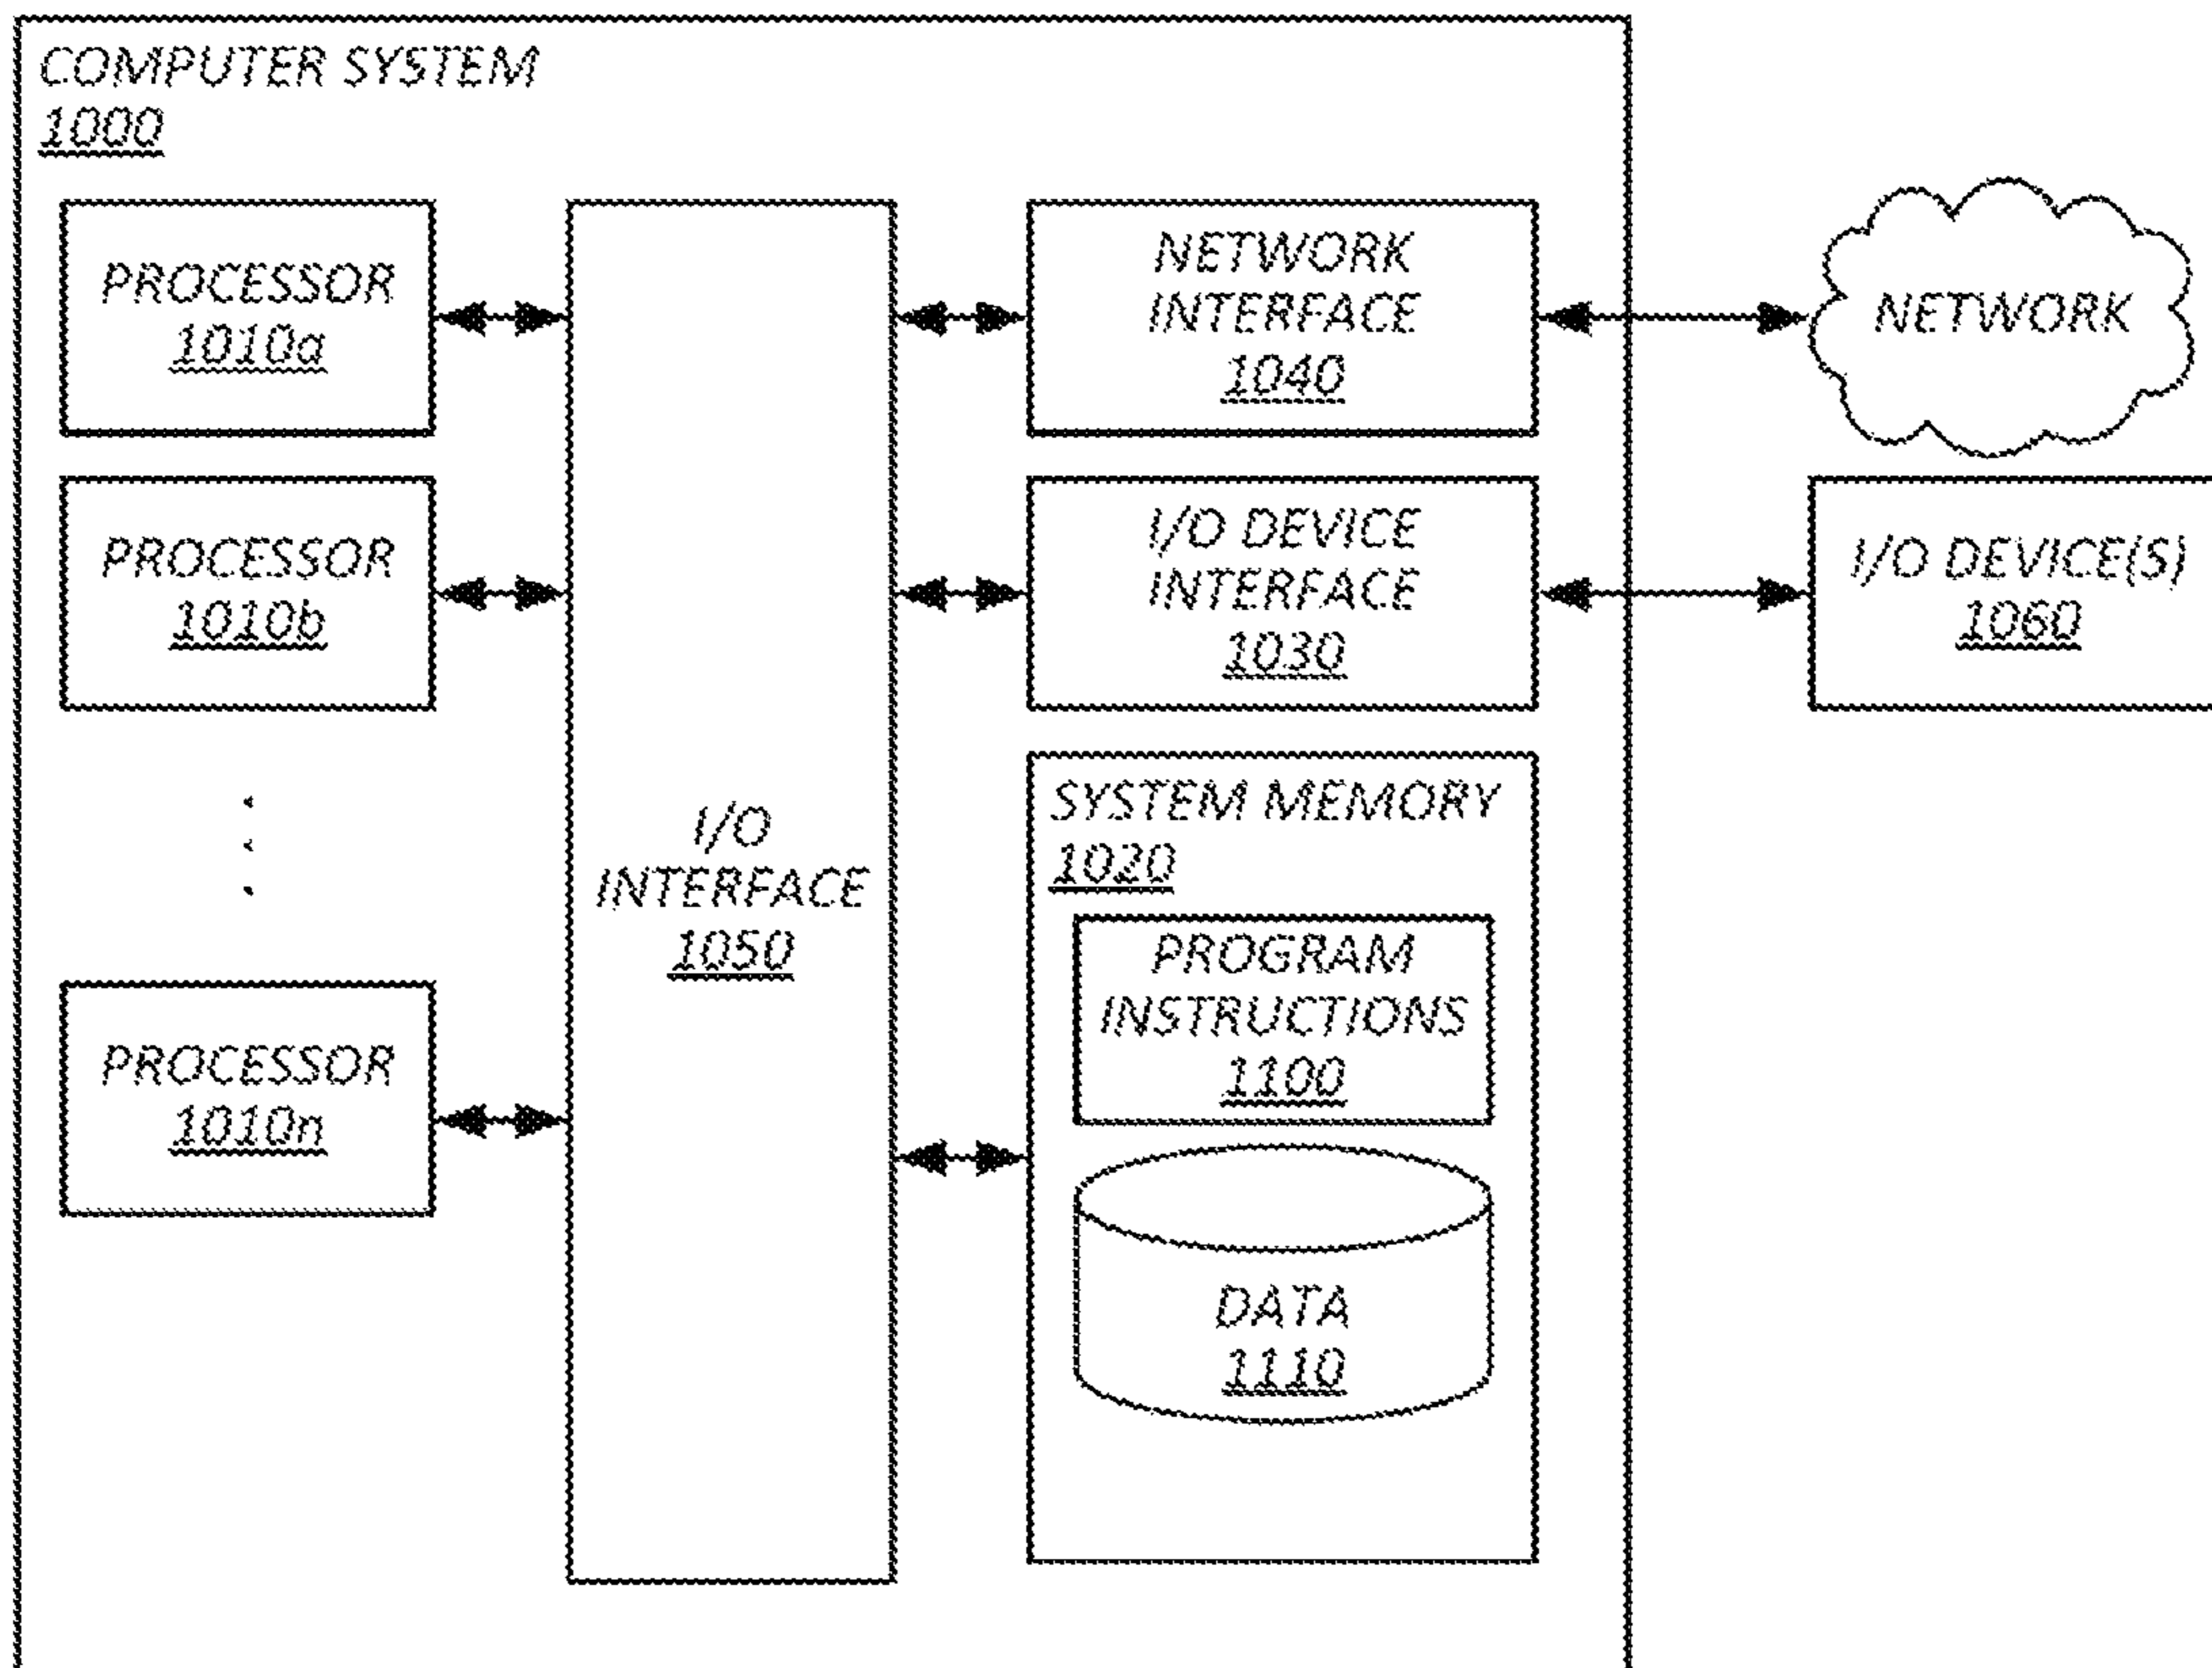 COMPUTER SYSTEM
1000
PROCESSOR
1010a
PROCESSOR
1010b
PROCESSOR
1010n
I/O
INTERFACE
1050
NETWORK
INTERFACE
1040
I/O DEVICE
INTERFACE
1030
SYSTEM MEMORY
1020
PROGRAM
INSTRUCTIONS
1100
DATA
1110
NETWORK
I/O DEVICE(S)
1060